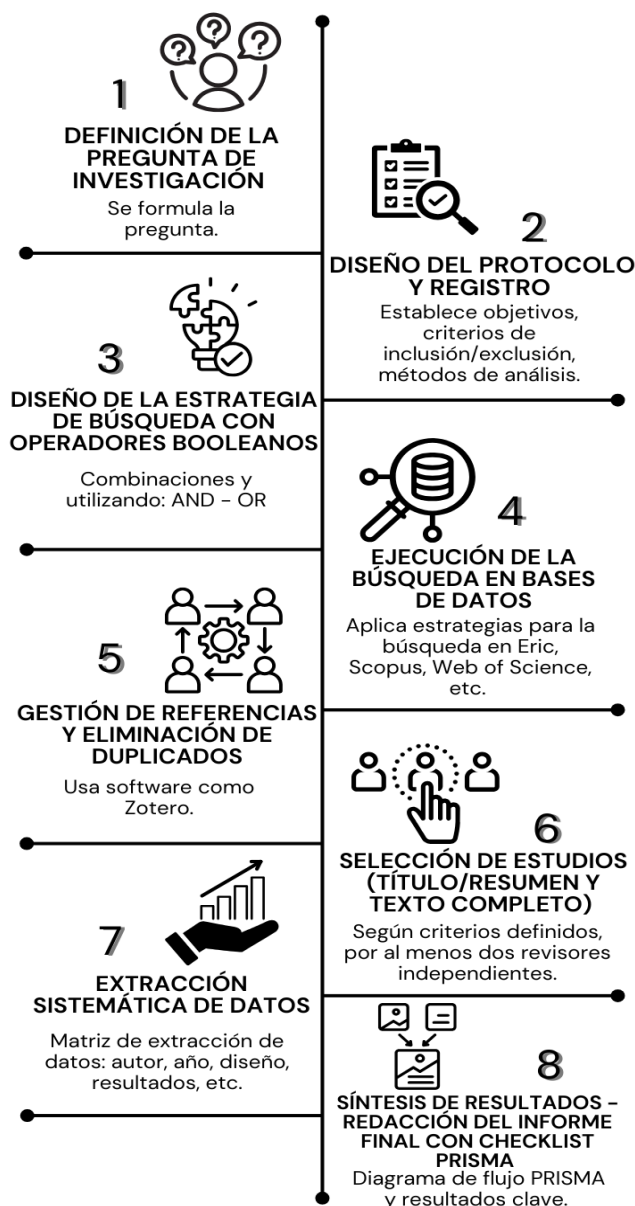 1
DEFINICIÓN DE LA
PREGUNTA DE
INVESTIGACIÓN
Se formula la
pregunta.
2
DISEÑO DEL PROTOCOLO
Y REGISTRO
Establece objetivos,
criterios de
inclusión/exclusión,
métodos de análisis.
3
DISEÑO DE LA ESTRATEGIA
DE BÚSQUEDA CON
OPERADORES BOOLEANOS
Combinaciones y
utilizando: AND - OR
4
EJECUCIÓN DE LA
BÚSQUEDA EN BASES
DE DATOS
Aplica estrategias para la
búsqueda en Eric,
Scopus, Web of Science,
etc.
5
GESTIÓN DE REFERENCIAS
Y ELIMINACIÓN DE
DUPLICADOS
Usa software como
Zotero.
6
SELECCIÓN DE ESTUDIOS
(TÍTULO/RESUMEN Y
TEXTO COMPLETO)
Según criterios definidos,
por al menos dos revisores
independientes.
7
EXTRACCIÓN
SISTEMÁTICA DE DATOS
Matriz de extracción de
datos: autor, año, diseño,
resultados, etc.
8
SÍNTESIS DE RESULTADOS -
REDACCIÓN DEL INFORME
FINAL CON CHECKLIST
PRISMA
Diagrama de flujo PRISMA
y resultados clave.